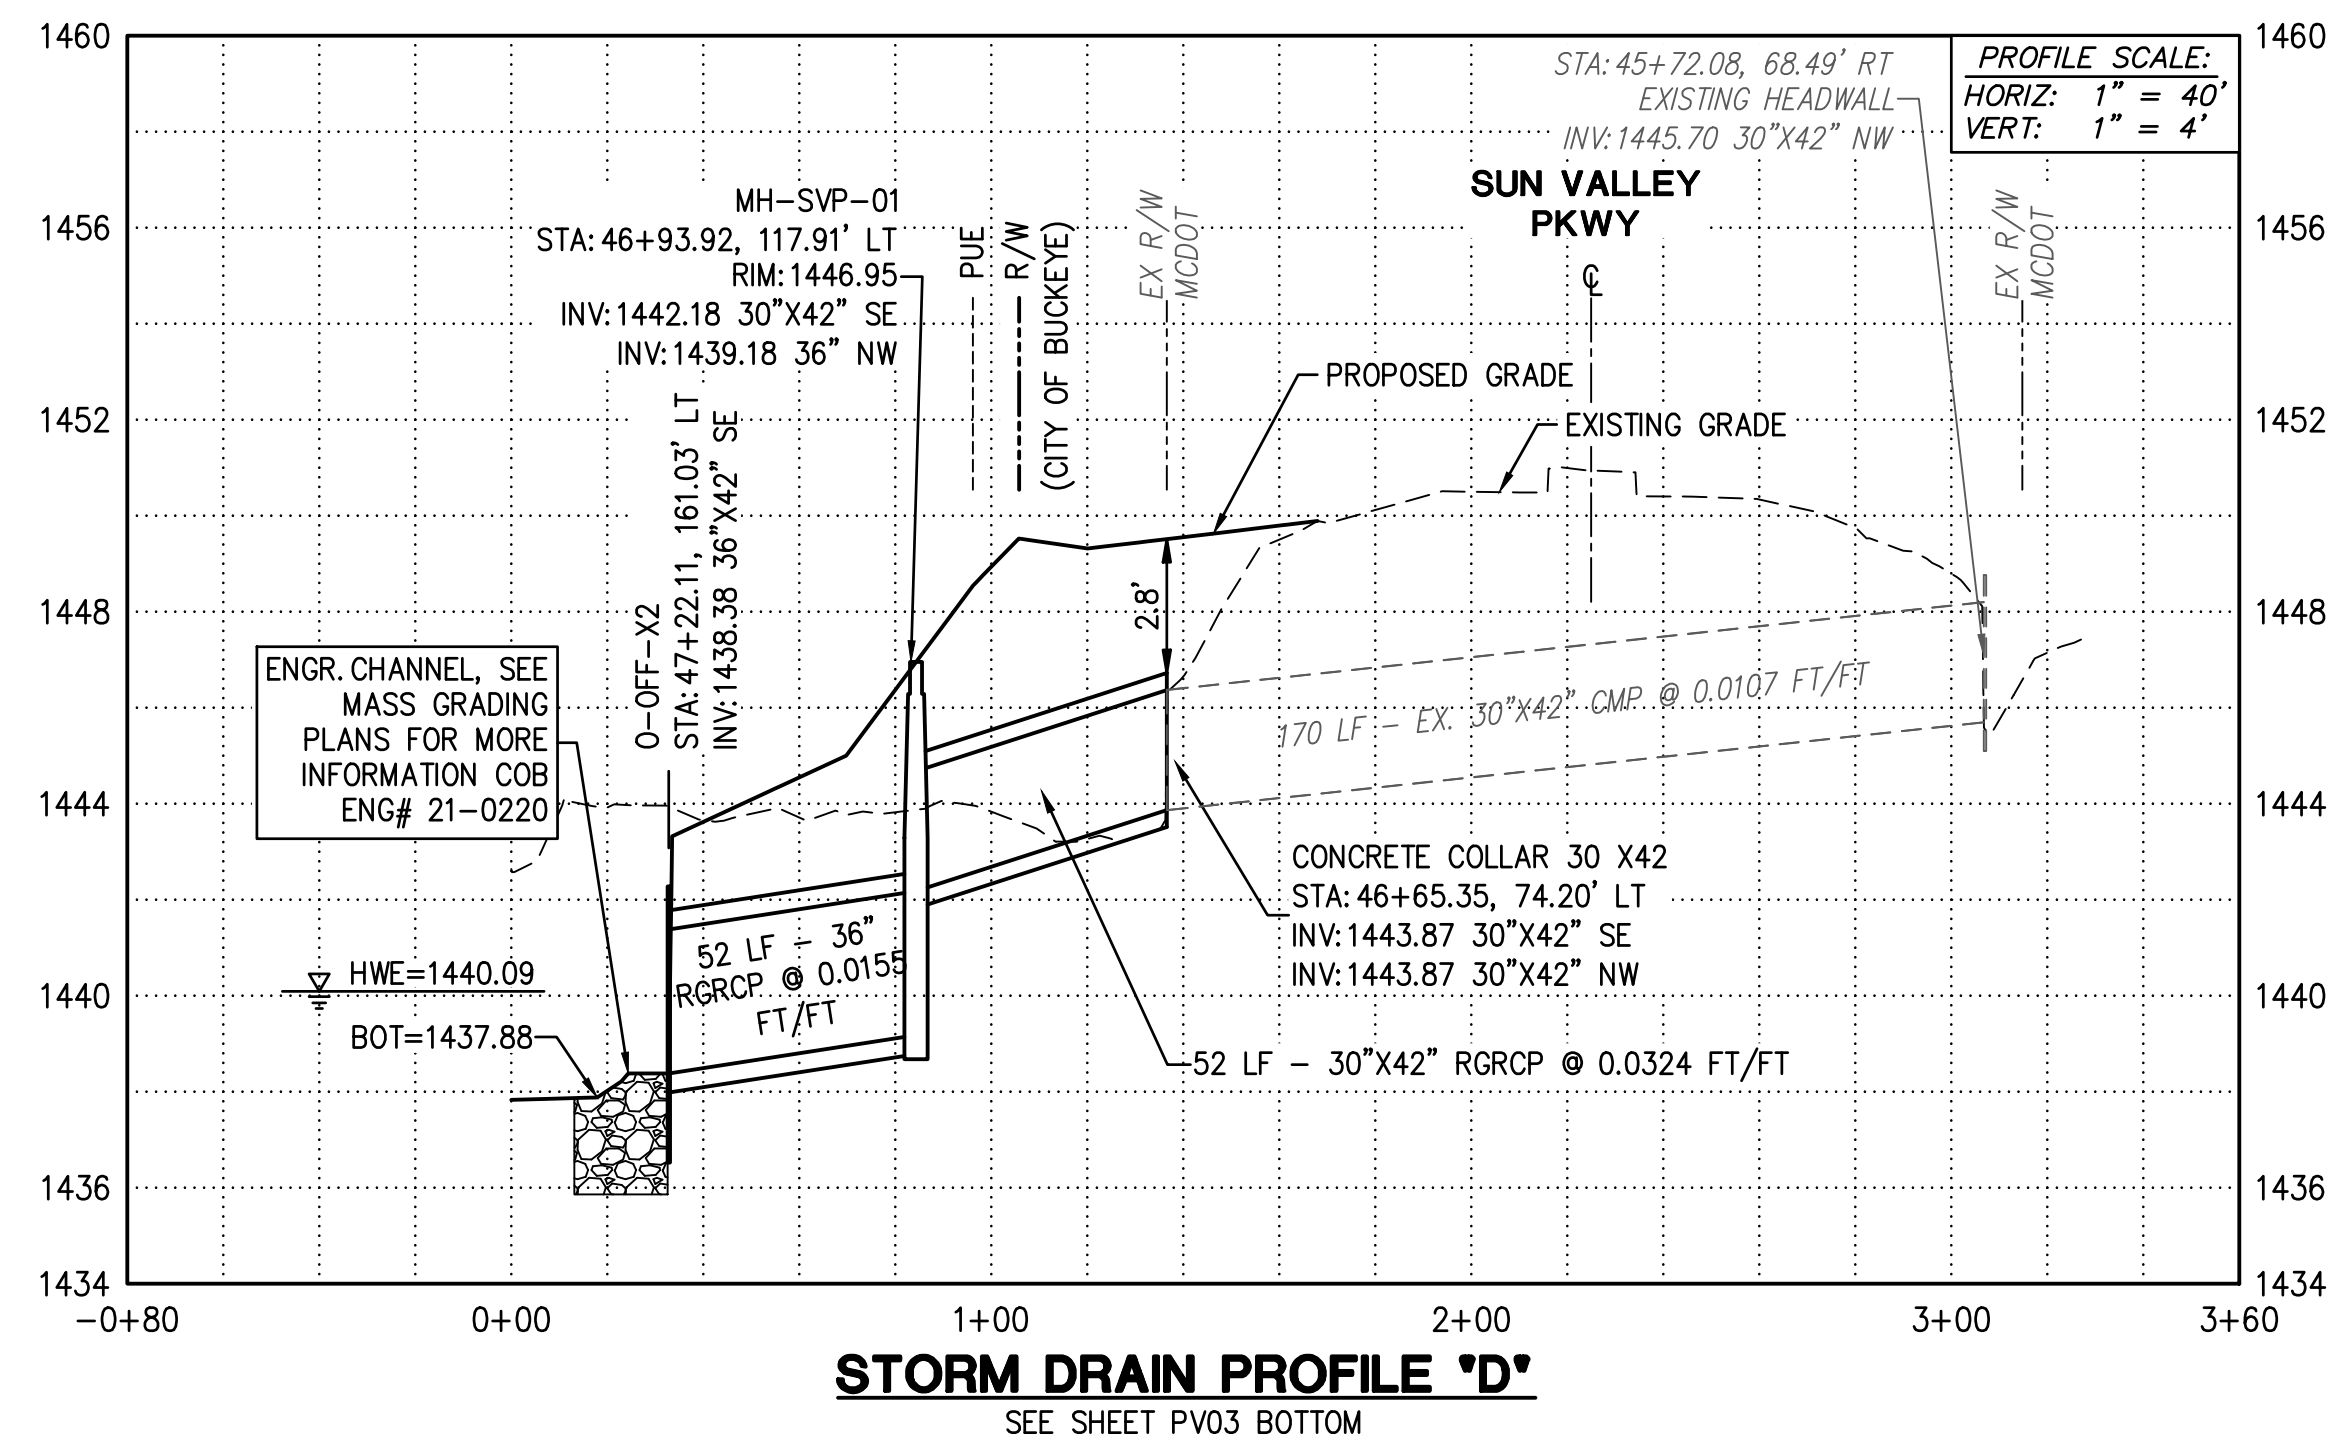 1460
1456
1452
1448
1444
1440
1436
1434
1460
1456
1452
1448
1444
1440
1436
1434
STA: 45+72.08, 68.49' RT
EXISTING HEADWALL
INV: 1445.70 30"X42" NW
PROFILE SCALE:
HORIZ: 1" = 40'
VERT: 1" = 4'
SUN VALLEY
PKWY
MH-SVP-01
STA: 46+93.92, 117.91' LT
RIM: 1446.95
INV: 1442.18 30"X42" SE
INV: 1439.18 36" NW
PUE
R/W
(CITY OF BUCKEYE)
EX R/W
MCDOT
℄
EX R/W
MCDOT
PROPOSED GRADE
EXISTING GRADE
O-OFF-X2
STA: 47+22.11, 161.03' LT
INV: 1438.38 36"X42" SE
2.8'
ENGR. CHANNEL, SEE
MASS GRADING
PLANS FOR MORE
INFORMATION COB
ENG# 21-0220
170 LF - EX. 30"X42" CMP @ 0.0107 FT/FT
CONCRETE COLLAR 30 X42
STA: 46+65.35, 74.20' LT
INV: 1443.87 30"X42" SE
INV: 1443.87 30"X42" NW
52 LF - 36"
RGRCP @ 0.0155
FT/FT
HWE=1440.09
BOT=1437.88
52 LF - 30"X42" RGRCP @ 0.0324 FT/FT
-0+80
0+00
1+00
2+00
3+00
3+60
STORM DRAIN PROFILE "D"
SEE SHEET PV03 BOTTOM